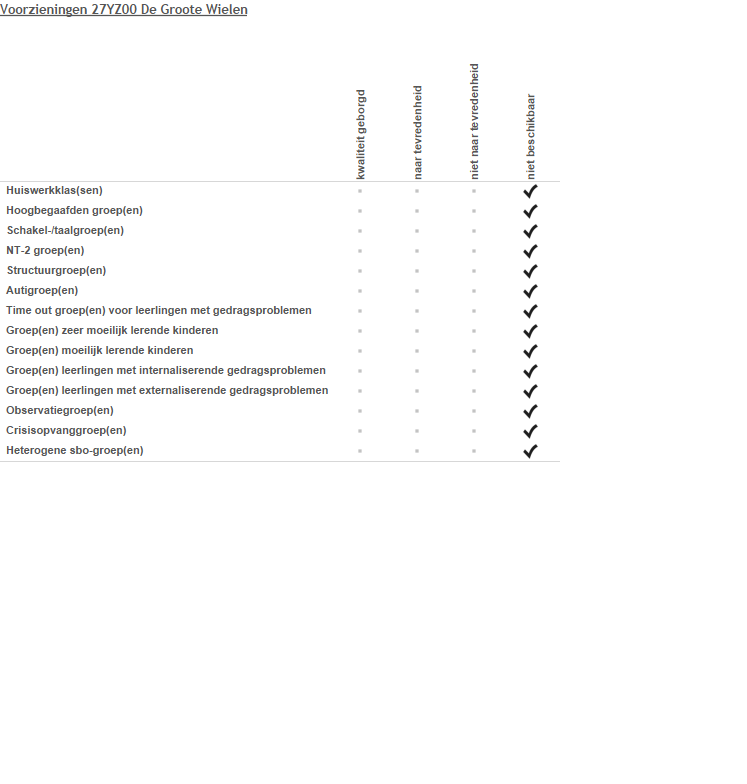 Voorzieningen 27YZ00 De Groote Wielen
kwaliteit geborgd
naar tevredenheid
niet naar tevredenheid
niet beschikbaar
Huiswerkklas(sen)
Hoogbegaafden groep(en)
Schakel-/taalgroep(en)
NT-2 groep(en)
Structuurgroep(en)
Autigroep(en)
Time out groep(en) voor leerlingen met gedragsproblemen
Groep(en) zeer moeilijk lerende kinderen
Groep(en) moeilijk lerende kinderen
Groep(en) leerlingen met internaliserende gedragsproblemen
Groep(en) leerlingen met externaliserende gedragsproblemen
Observatiegroep(en)
Crisisopvanggroep(en)
Heterogene sbo-groep(en)